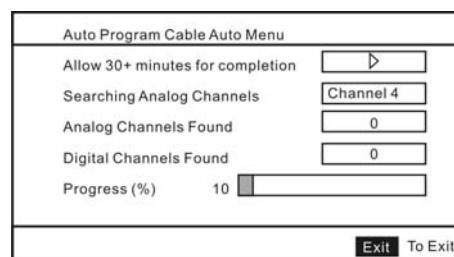 Auto Program Cable Auto Menu
Allow 30+ minutes for completion
Searching Analog Channels Channel 4
Analog Channels Found 0
Digital Channels Found 0
Progress (%) 10
Exit To Exit